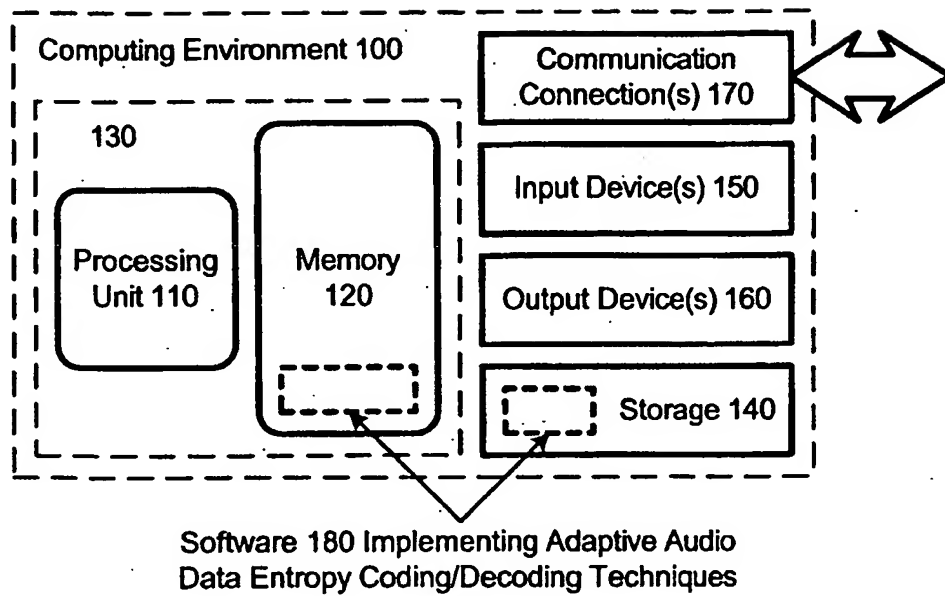 Computing Environment 100
Communication
Connection(s) 170
130
Input Device(s) 150
Processing
Unit 110
Memory
120
Output Device(s) 160
Storage 140
Software 180 Implementing Adaptive Audio
Data Entropy Coding/Decoding Techniques